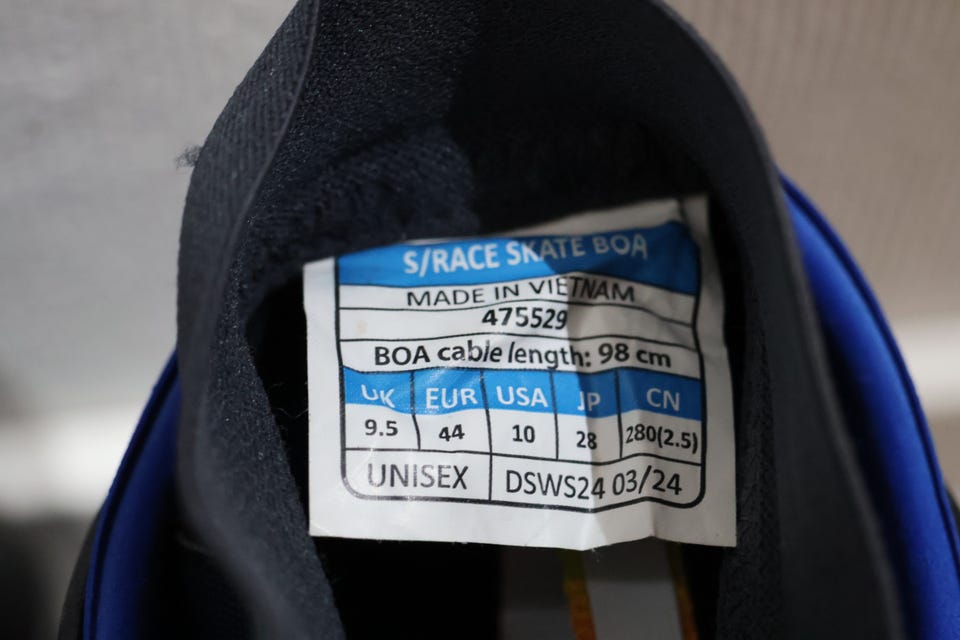 S/RACE SKATE BOA
MADE IN VIETNAM
475529
BOA cable length: 98 cm
UK EUR USA JP CN
9.5 44 10 28 280(2.5)
UNISEX DSWS24 03/24